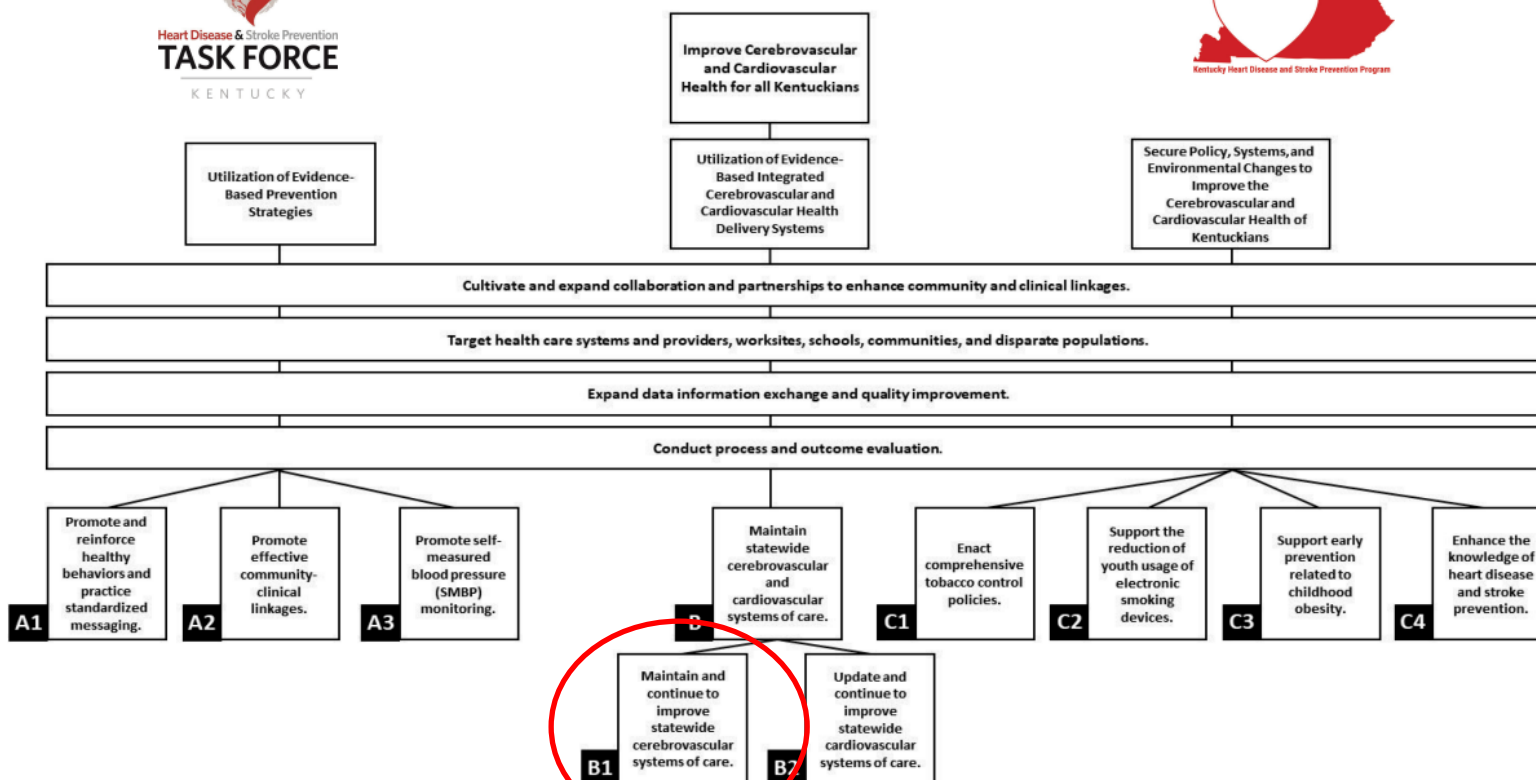 Heart Disease & Stroke Prevention
TASK FORCE
KENTUCKY
Improve Cerebrovascular
and Cardiovascular
Health for all Kentuckians
Kentucky Heart Disease and Stroke Prevention Program
Utilization of Evidence-
Based Prevention
Strategies
Utilization of Evidence-
Based Integrated
Cerebrovascular and
Cardiovascular Health
Delivery Systems
Secure Policy, Systems, and
Environmental Changes to
Improve the
Cerebrovascular and
Cardiovascular Health of
Kentuckians
Cultivate and expand collaboration and partnerships to enhance community and clinical linkages.
Target health care systems and providers, worksites, schools, communities, and disparate populations.
Expand data information exchange and quality improvement.
Conduct process and outcome evaluation.
A1
Promote and
reinforce
healthy
behaviors and
practice
standardized
messaging.
A2
Promote
effective
community-
clinical
linkages.
A3
Promote self-
measured
blood pressure
(SMBP)
monitoring.
B
Maintain
statewide
cerebrovascular
and
cardiovascular
systems of care.
C1
Enact
comprehensive
tobacco control
policies.
C2
Support the
reduction of
youth usage of
electronic
smoking
devices.
C3
Support early
prevention
related to
childhood
obesity.
C4
Enhance the
knowledge of
heart disease
and stroke
prevention.
B1
Maintain and
continue to
improve
statewide
cerebrovascular
systems of care.
B2
Update and
continue to
improve
statewide
cardiovascular
systems of care.